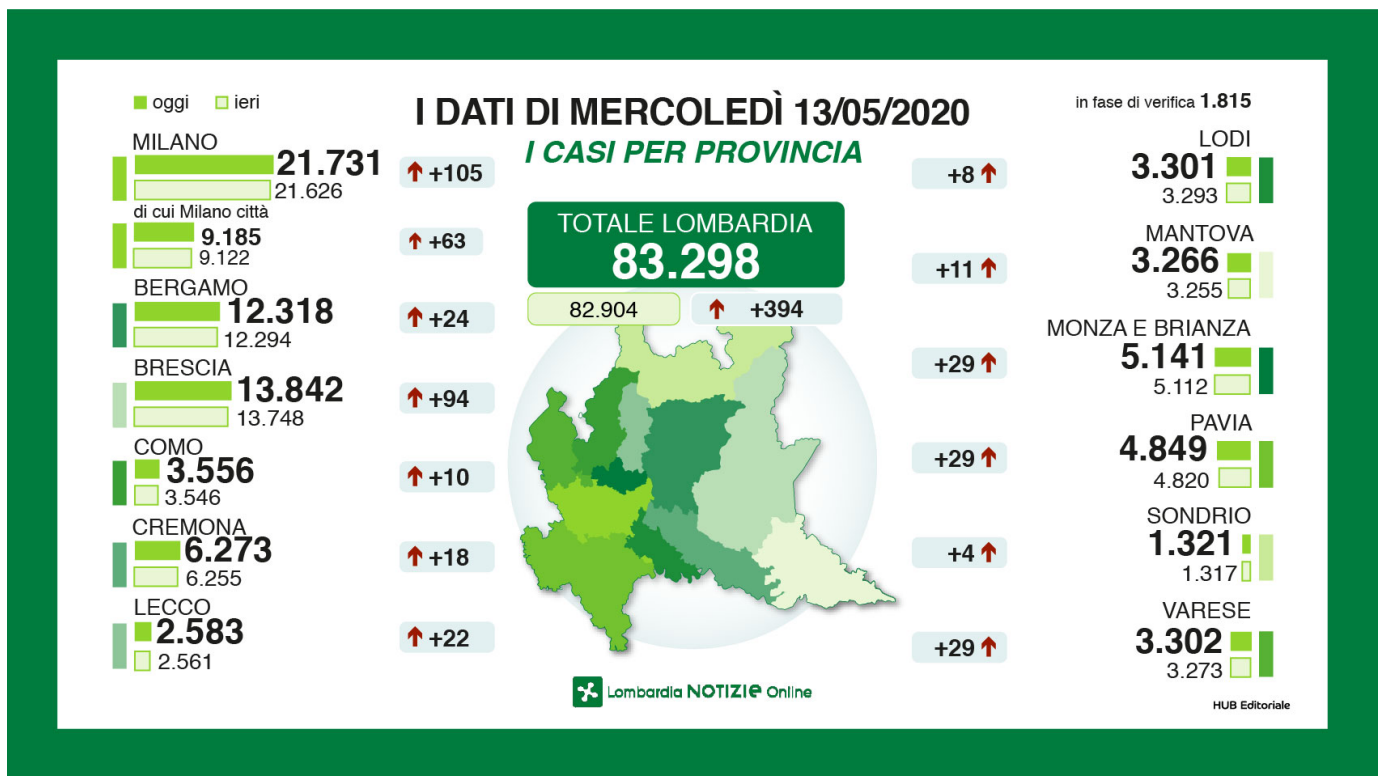 oggi ieri
I DATI DI MERCOLEDÌ 13/05/2020
I CASI PER PROVINCIA
in fase di verifica 1.815
MILANO
21.731
21.626
+105
di cui Milano città
9.185
9.122
+63
BERGAMO
12.318
12.294
+24
BRESCIA
13.842
13.748
+94
COMO
3.556
3.546
+10
CREMONA
6.273
6.255
+18
LECCO
2.583
2.561
+22
TOTALE LOMBARDIA
83.298
82.904
+394
LODI
3.301
3.293
+8
MANTOVA
3.266
3.255
+11
MONZA E BRIANZA
5.141
5.112
+29
PAVIA
4.849
4.820
+29
SONDRIO
1.321
1.317
+4
VARESE
3.302
3.273
+29
Lombardia NOTIZIe Online
HUB Editoriale